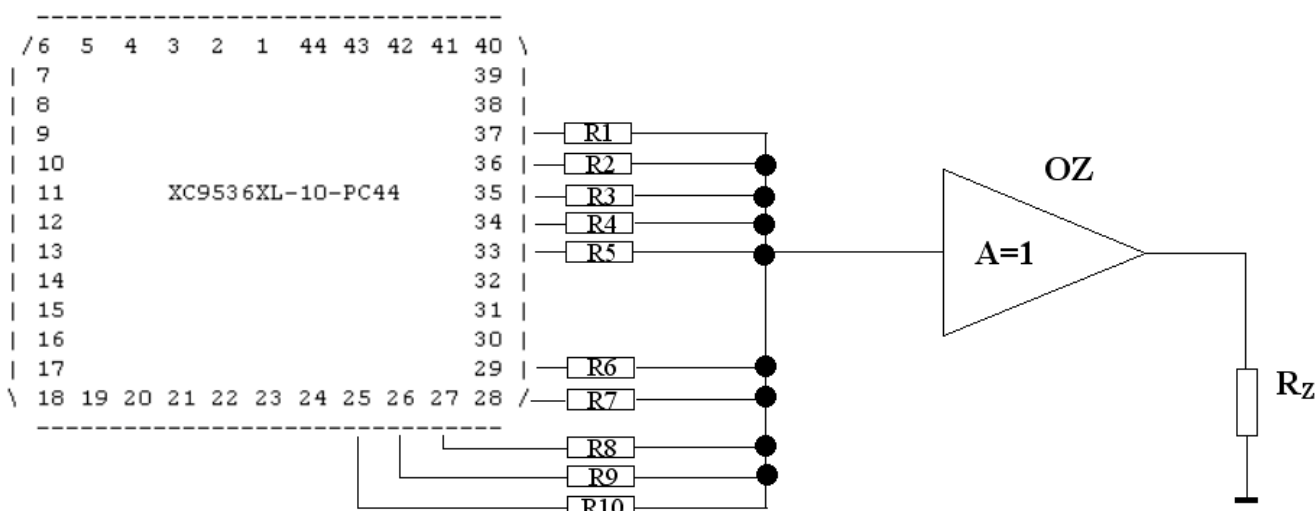 -------------------------------
/6 5 4 3 2 1 44 43 42 41 40 \
| 7 39 |
| 8 38 |
| 9 37 | R1
| 10 36 | R2 OZ
| 11 XC9536XL-10-PC44 35 | R3
| 12 34 | R4
| 13 33 | R5 A=1
| 14 32 |
| 15 31 |
| 16 30 |
| 17 29 | R6
\ 18 19 20 21 22 23 24 25 26 27 28 / R7 RZ
-------------------------------
R8
R9
R10